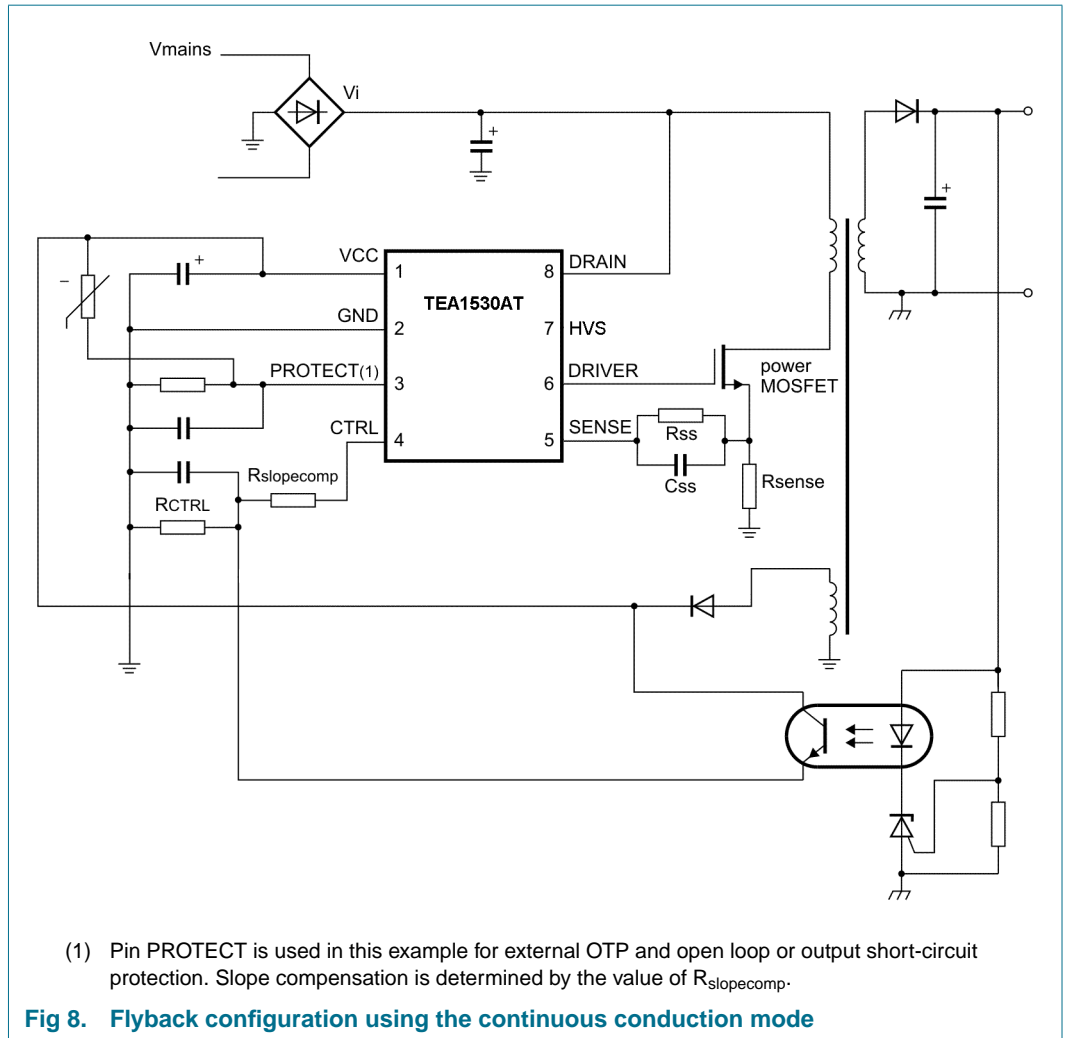 Vmains
Vi
+
+
VCC
1
+
−
GND
2
PROTECT(1)
3
CTRL
4
TEA1530AT
8
DRAIN
7
HVS
6
DRIVER
5
SENSE
power
MOSFET
Rss
Css
Rsense
Rslopecomp
RCTRL
(1) Pin PROTECT is used in this example for external OTP and open loop or output short-circuit
protection. Slope compensation is determined by the value of Rslopecomp.
Fig 8. Flyback configuration using the continuous conduction mode